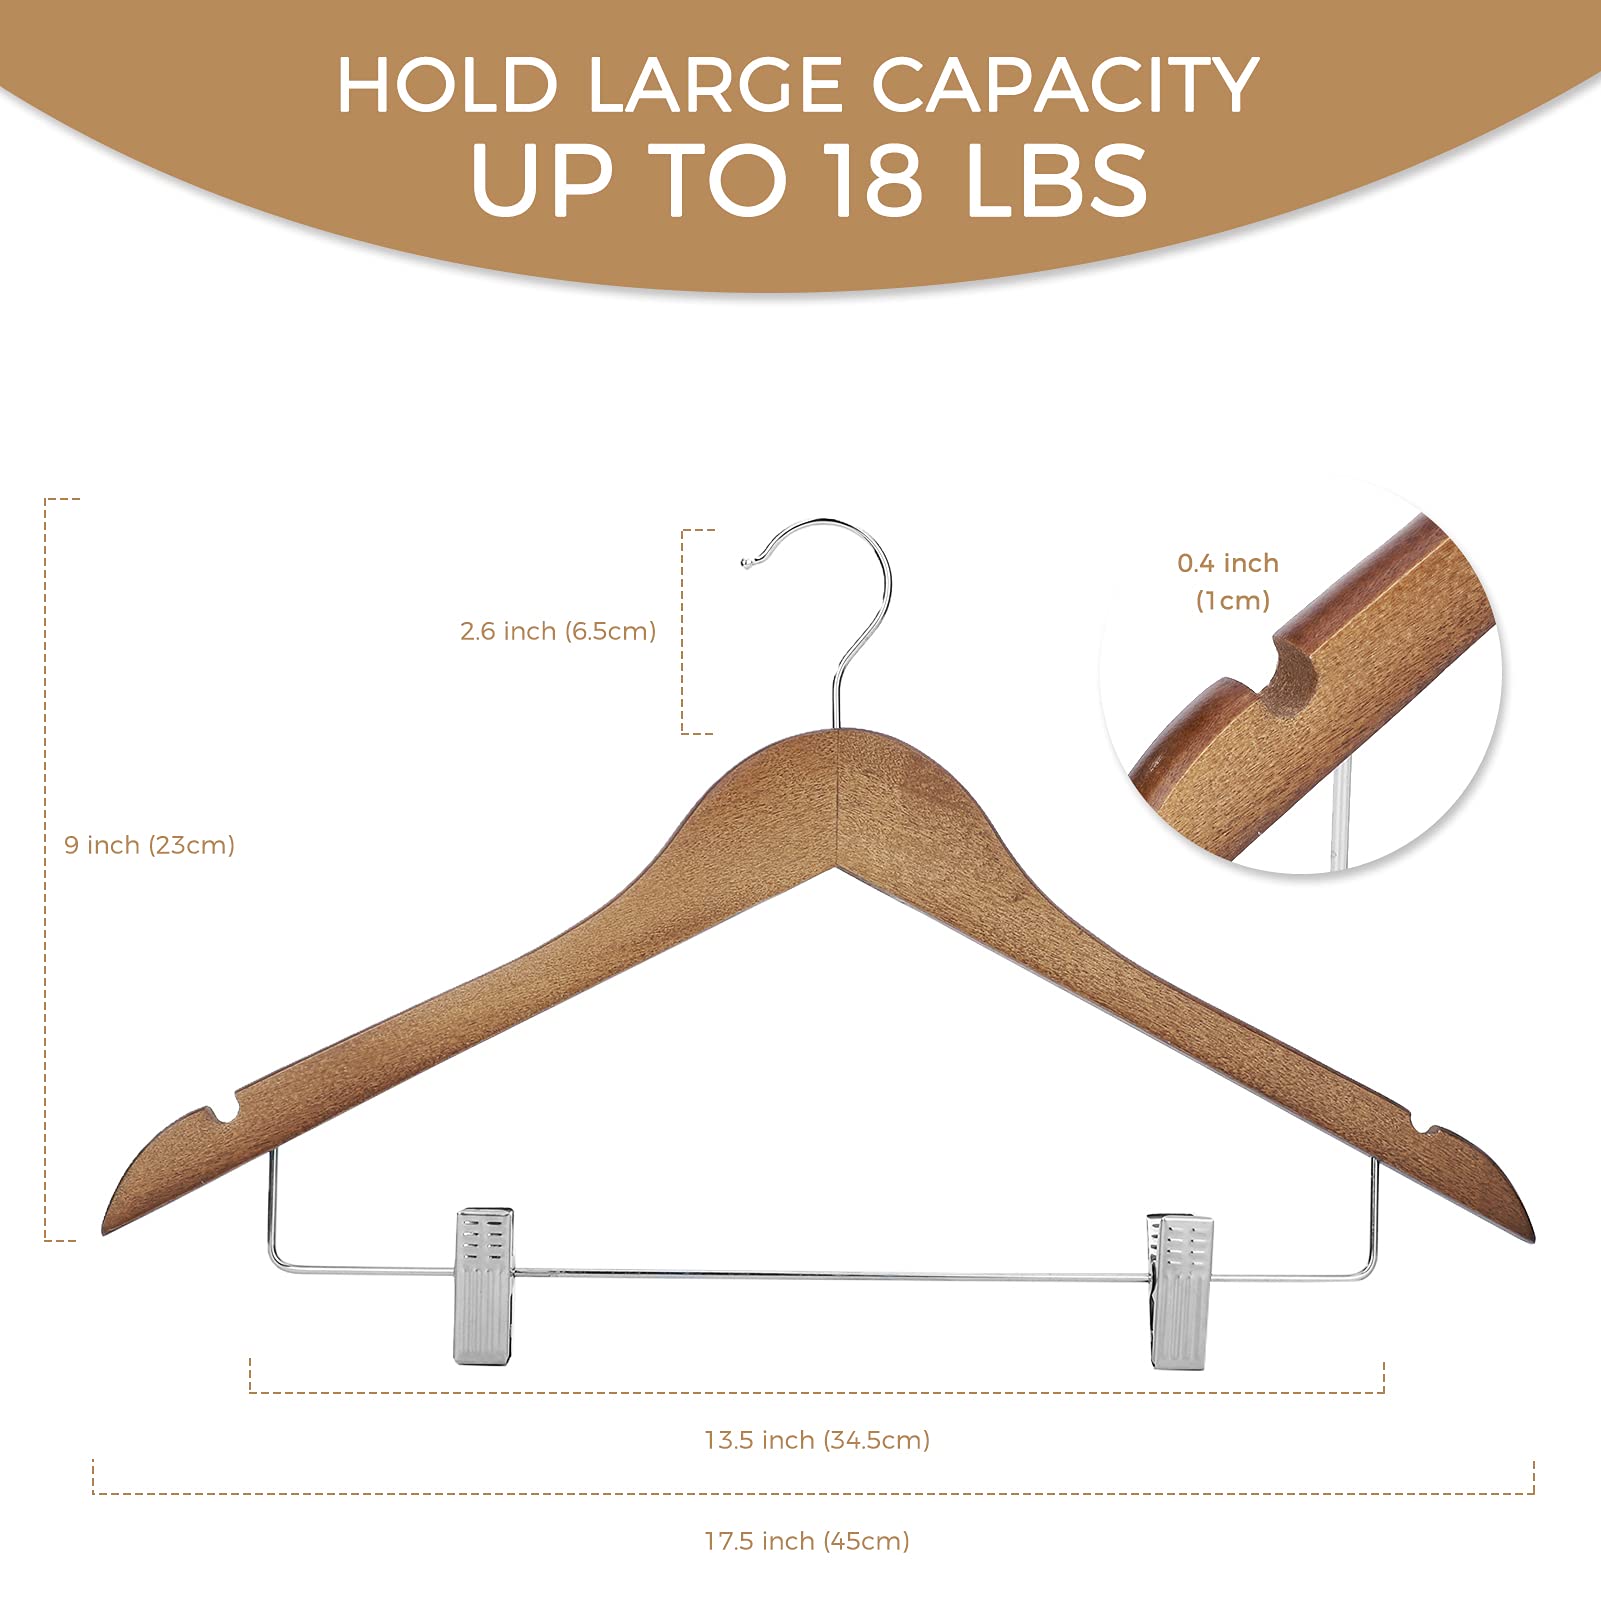 HOLD LARGE CAPACITY
UP TO 18 LBS
0.4 inch
(1cm)
2.6 inch (6.5cm)
9 inch (23cm)
13.5 inch (34.5cm)
17.5 inch (45cm)